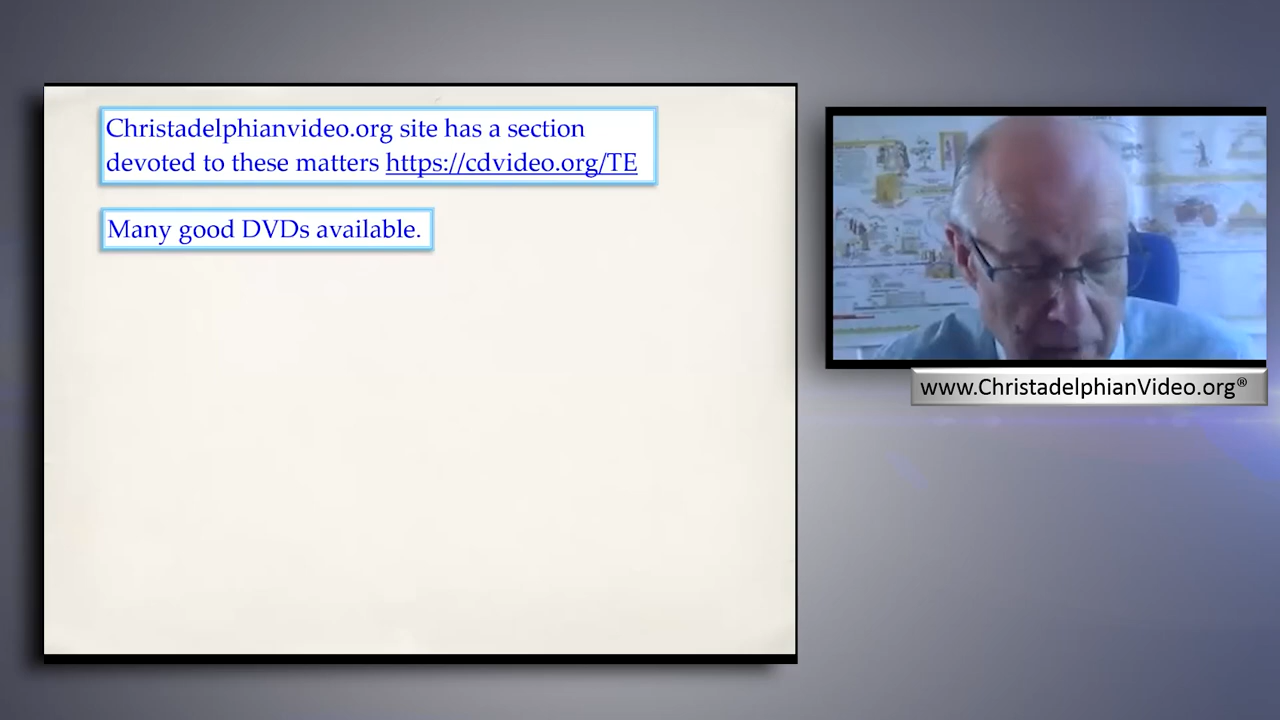 Christadelphianvideo.org site has a section
devoted to these matters https://cdvideo.org/TE
Many good DVDs available.
www.ChristadelphianVideo.org®